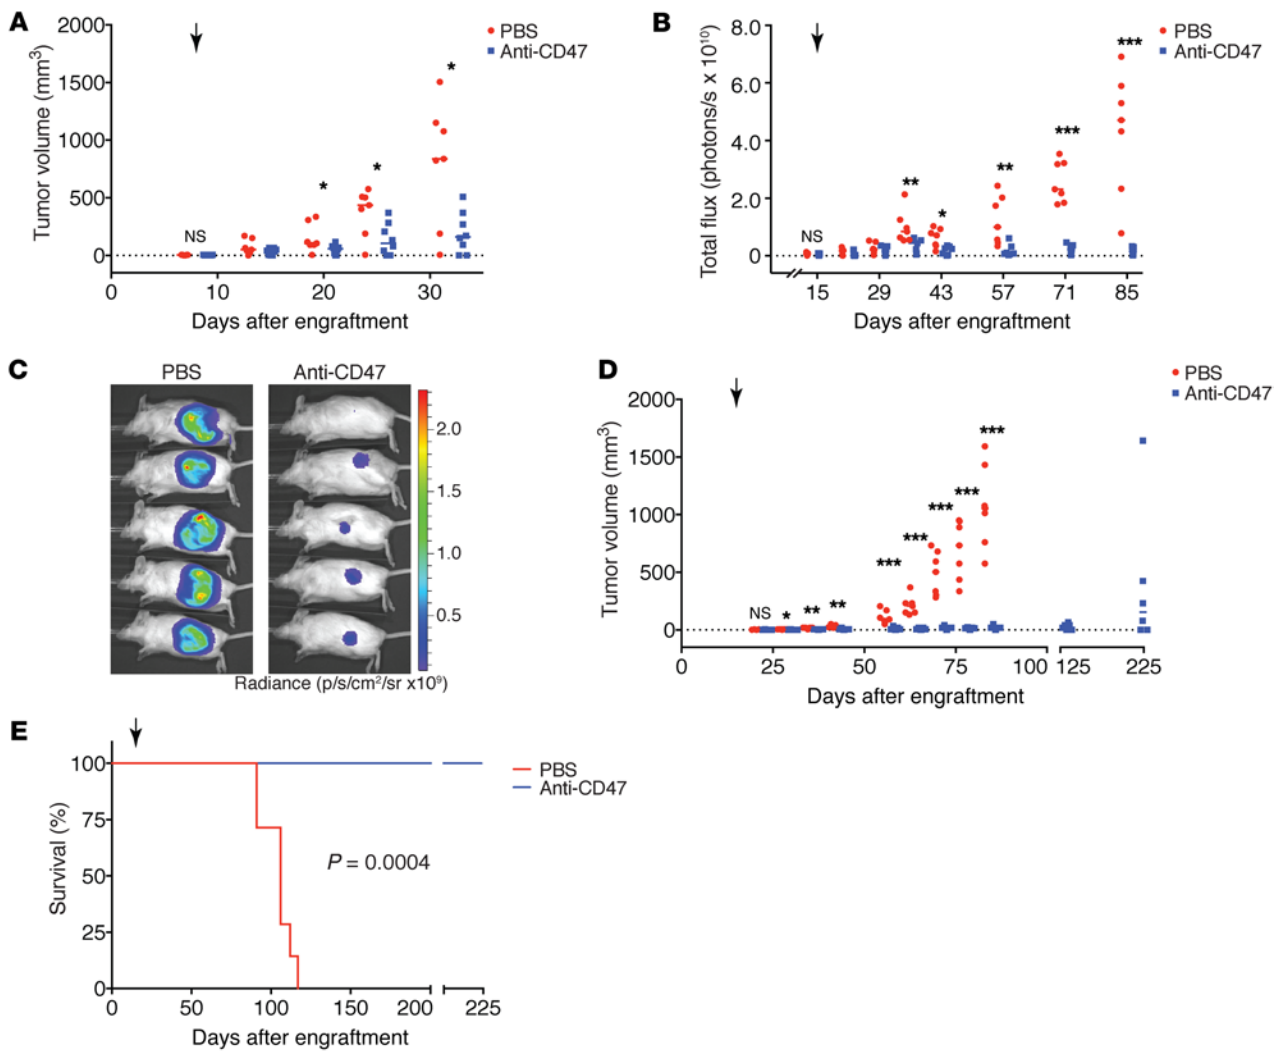 A
PBS
Anti-CD47
Tumor volume (mm³)
2000
1500
1000
500
0
NS
*
*
*
0 10 20 30
Days after engraftment
B
PBS
Anti-CD47
Total flux (photons/s x 10¹⁰)
8.0
6.0
4.0
2.0
0
NS
**
*
**
***
***
15 29 43 57 71 85
Days after engraftment
C
PBS Anti-CD47
2.0
1.5
1.0
0.5
Radiance (p/s/cm²/sr x10⁹)
D
PBS
Anti-CD47
Tumor volume (mm³)
2000
1500
1000
500
0
NS
*
**
**
***
***
***
***
***
0 25 50 75 100 125 225
Days after engraftment
E
PBS
Anti-CD47
Survival (%)
100
75
50
25
0
P = 0.0004
0 50 100 150 200 225
Days after engraftment